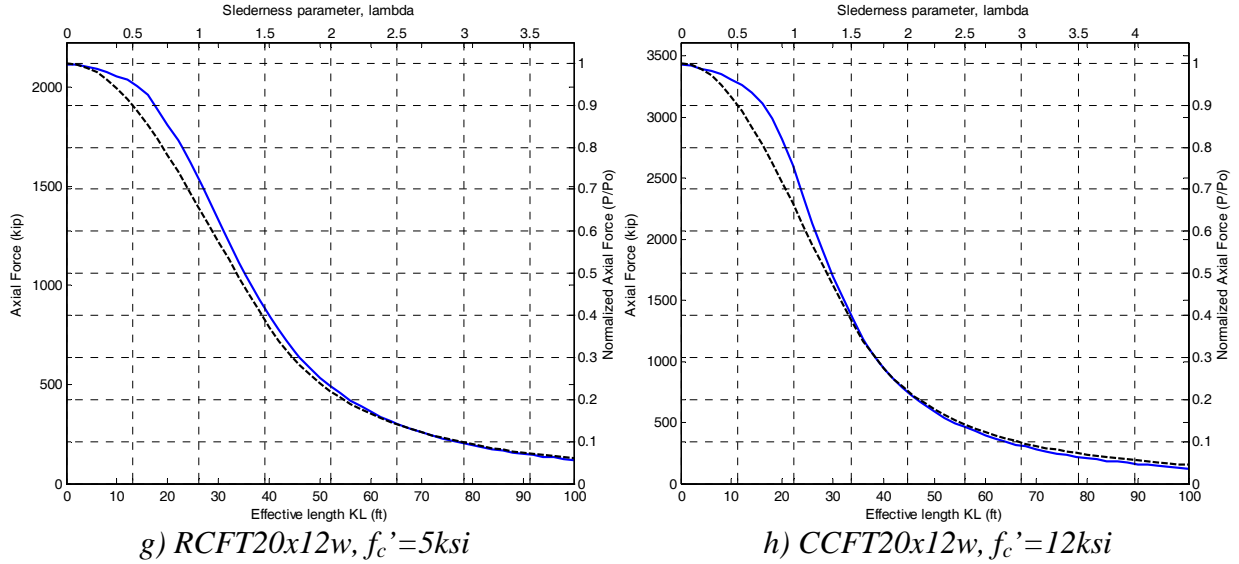 Slederness parameter, lambda
0 0.5 1 1.5 2 2.5 3 3.5
2000
1500
1000
500
0
Axial Force (kip)
1
0.9
0.8
0.7
0.6
0.5
0.4
0.3
0.2
0.1
0
Normalized Axial Force (P/Po)
0 10 20 30 40 50 60 70 80 90 100
Effective length KL (ft)
g) RCFT20x12w, fc’=5ksi
Slederness parameter, lambda
0 0.5 1 1.5 2 2.5 3 3.5 4
3500
3000
2500
3000
1500
1000
500
0
Axial Force (kip)
1
0.9
0.8
0.7
0.6
0.5
0.4
0.3
0.2
0.1
0
Normalized Axial Force (P/Po)
0 10 20 30 40 50 60 70 80 90 100
Effective length KL (ft)
h) CCFT20x12w, fc’=12ksi